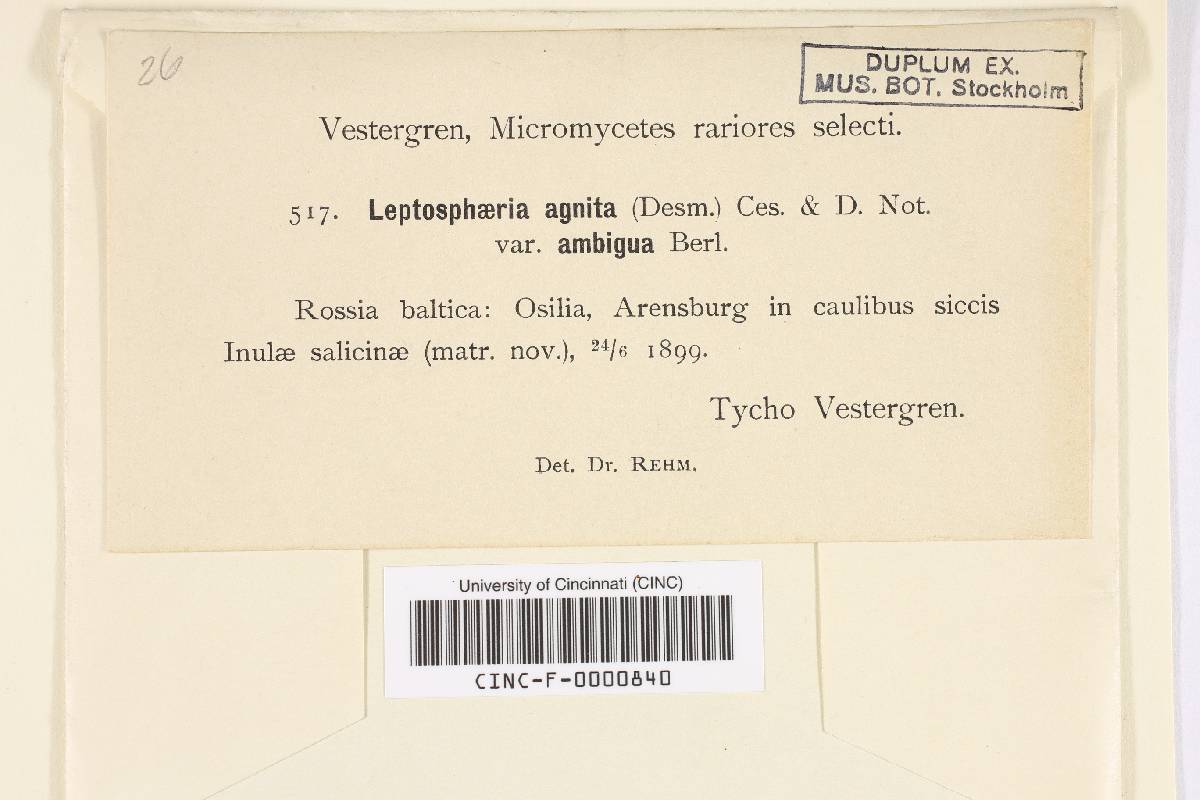 26
DUPLUM EX.
MUS. BOT. Stockholm
Vestergren, Micromycetes rariores selecti.
517. Leptosphæria agnita (Desm.) Ces. & D. Not.
var. ambigua Berl.
Rossia baltica: Osilia, Arensburg in caulibus siccis
Inulæ salicinæ (matr. nov.), 24/6 1899.
Tycho Vestergren.
Det. Dr. REHM.
University of Cincinnati (CINC)
CINC-F-0000840